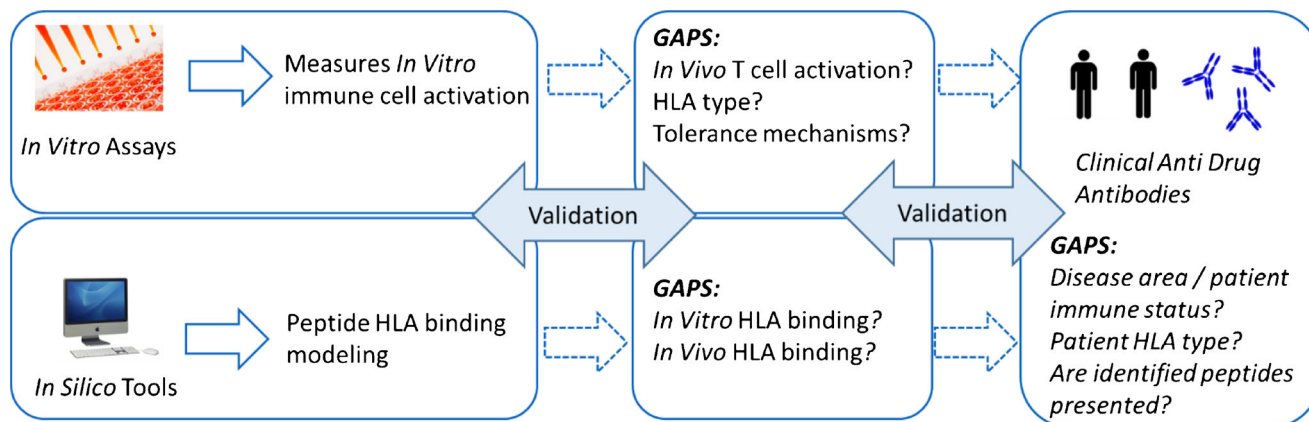 In Vitro Assays
Measures In Vitro
immune cell activation
GAPS:
In Vivo T cell activation?
HLA type?
Tolerance mechanisms?
Clinical Anti Drug
Antibodies
Validation
Validation
In Silico Tools
Peptide HLA binding
modeling
GAPS:
In Vitro HLA binding?
In Vivo HLA binding?
GAPS:
Disease area / patient
immune status?
Patient HLA type?
Are identified peptides
presented?